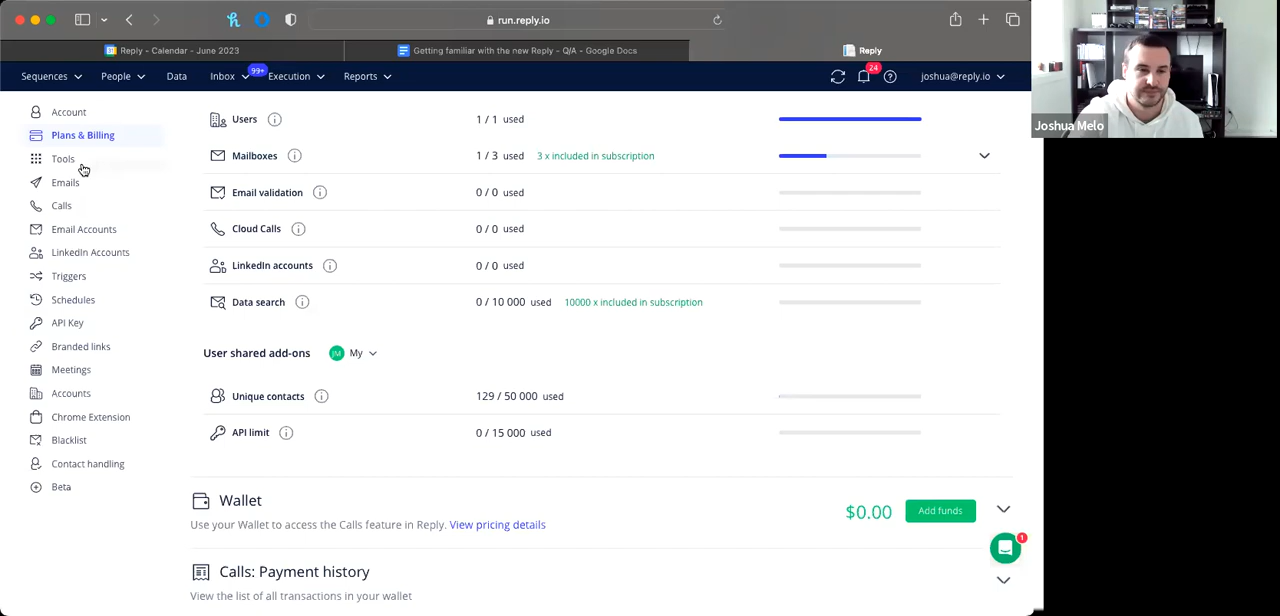 run.reply.io
Reply - Calendar - June 2023
Getting familiar with the new Reply - Q/A - Google Docs
Reply
Sequences People Data Inbox 99+ Execution Reports 24 joshua@reply.io
Joshua Melo
Account
Plans & Billing
Tools
Emails
Calls
Email Accounts
LinkedIn Accounts
Triggers
Schedules
API Key
Branded links
Meetings
Accounts
Chrome Extension
Blacklist
Contact handling
Beta
Users 1 / 1 used
Mailboxes 1 / 3 used 3 x included in subscription
Email validation 0 / 0 used
Cloud Calls 0 / 0 used
LinkedIn accounts 0 / 0 used
Data search 0 / 10 000 used 10000 x included in subscription
User shared add-ons JM My
Unique contacts 129 / 50 000 used
API limit 0 / 15 000 used
Wallet
Use your Wallet to access the Calls feature in Reply. View pricing details
$0.00 Add funds
1
Calls: Payment history
View the list of all transactions in your wallet